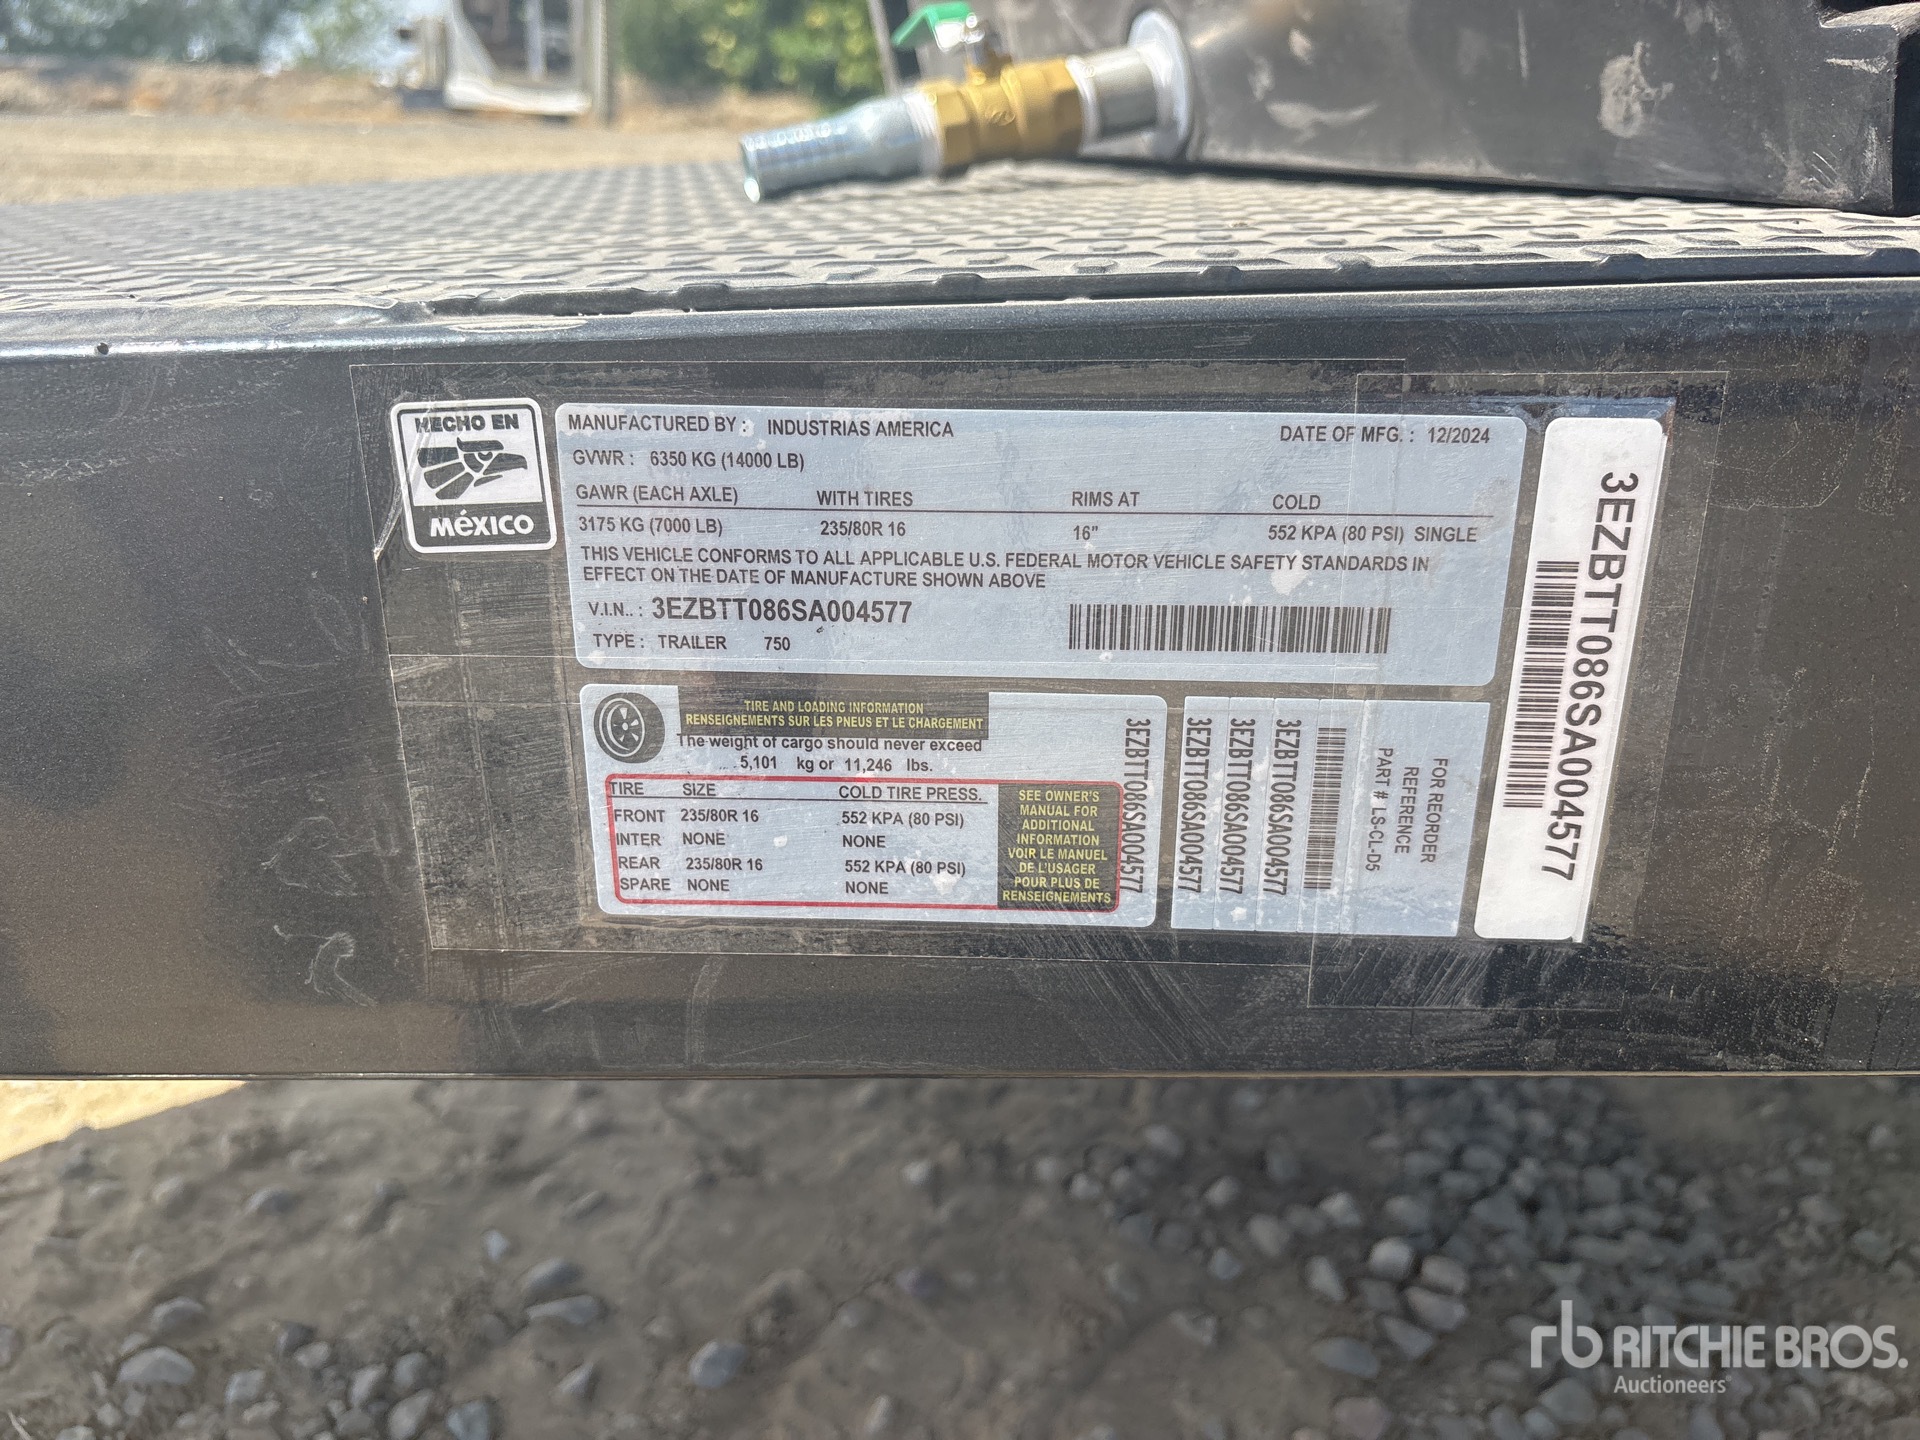 HECHO EN
MéXICO
MANUFACTURED BY : INDUSTRIAS AMERICA DATE OF MFG. : 12/2024
GVWR : 6350 KG (14000 LB)
GAWR (EACH AXLE) WITH TIRES RIMS AT COLD
3175 KG (7000 LB) 235/80R 16 16" 552 KPA (80 PSI) SINGLE
THIS VEHICLE CONFORMS TO ALL APPLICABLE U.S. FEDERAL MOTOR VEHICLE SAFETY STANDARDS IN
EFFECT ON THE DATE OF MANUFACTURE SHOWN ABOVE
V.I.N.. : 3EZBTT086SA004577
TYPE : TRAILER 750
TIRE AND LOADING INFORMATION
RENSEIGNEMENTS SUR LES PNEUS ET LE CHARGEMENT
The weight of cargo should never exceed
5,101 kg or 11,246 lbs.
TIRE SIZE COLD TIRE PRESS.
FRONT 235/80R 16 552 KPA (80 PSI)
INTER NONE NONE
REAR 235/80R 16 552 KPA (80 PSI)
SPARE NONE NONE
SEE OWNER'S
MANUAL FOR
ADDITIONAL
INFORMATION
VOIR LE MANUEL
DE L'USAGER
POUR PLUS DE
RENSEIGNEMENTS
3EZBTT086SA004577
3EZBTT086SA004577
3EZBTT086SA004577
3EZBTT086SA004577
FOR REORDER
REFERENCE
PART # LS-CL-D5
3EZBTT086SA004577
rb RITCHIE BROS.
Auctioneers